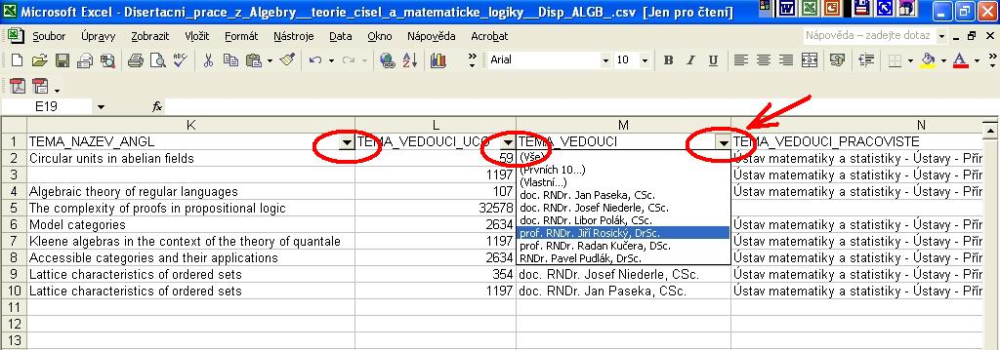 Microsoft Excel - Disertacni_prace_z_Algebry__teorie_cisel_a_matematicke_logiky__Disp_ALGB_.csv [Jen pro čtení]
Soubor Úpravy Zobrazit Vložit Formát Nástroje Data Okno Nápověda Acrobat Nápověda – zadejte dotaz
Arial 10 B I U
E19 fx
K L M N
1 TEMA_NAZEV_ANGL TEMA_VEDOUCI_UCO TEMA_VEDOUCI TEMA_VEDOUCI_PRACOVISTE
2 Circular units in abelian fields 59 (Vše) Ústav matematiky a statistiky - Ústavy - Přír
3 1197 (Prvních 10...) Ústav matematiky a statistiky - Ústavy - Přír
(Vlastní...)
4 Algebraic theory of regular languages 107 doc. RNDr. Jan Paseka, CSc. Ústav matematiky a statistiky - Ústavy - Přír
5 The complexity of proofs in propositional logic 32578 doc. RNDr. Josef Niederle, CSc.
6 Model categories 2634 doc. RNDr. Libor Polák, CSc. Ústav matematiky a statistiky - Ústavy - Přír
prof. RNDr. Jiří Rosický, DrSc.
7 Kleene algebras in the context of the theory of quantale 1197 prof. RNDr. Radan Kučera, DSc. Ústav matematiky a statistiky - Ústavy - Přír
8 Accessible categories and their applications 2634 RNDr. Pavel Pudlák, DrSc. Ústav matematiky a statistiky - Ústavy - Přír
9 Lattice characteristics of ordered sets 354 doc. RNDr. Josef Niederle, CSc. Ústav matematiky a statistiky - Ústavy - Přír
10 Lattice characteristics of ordered sets 1197 doc. RNDr. Jan Paseka, CSc. Ústav matematiky a statistiky - Ústavy - Přír
11
12
13